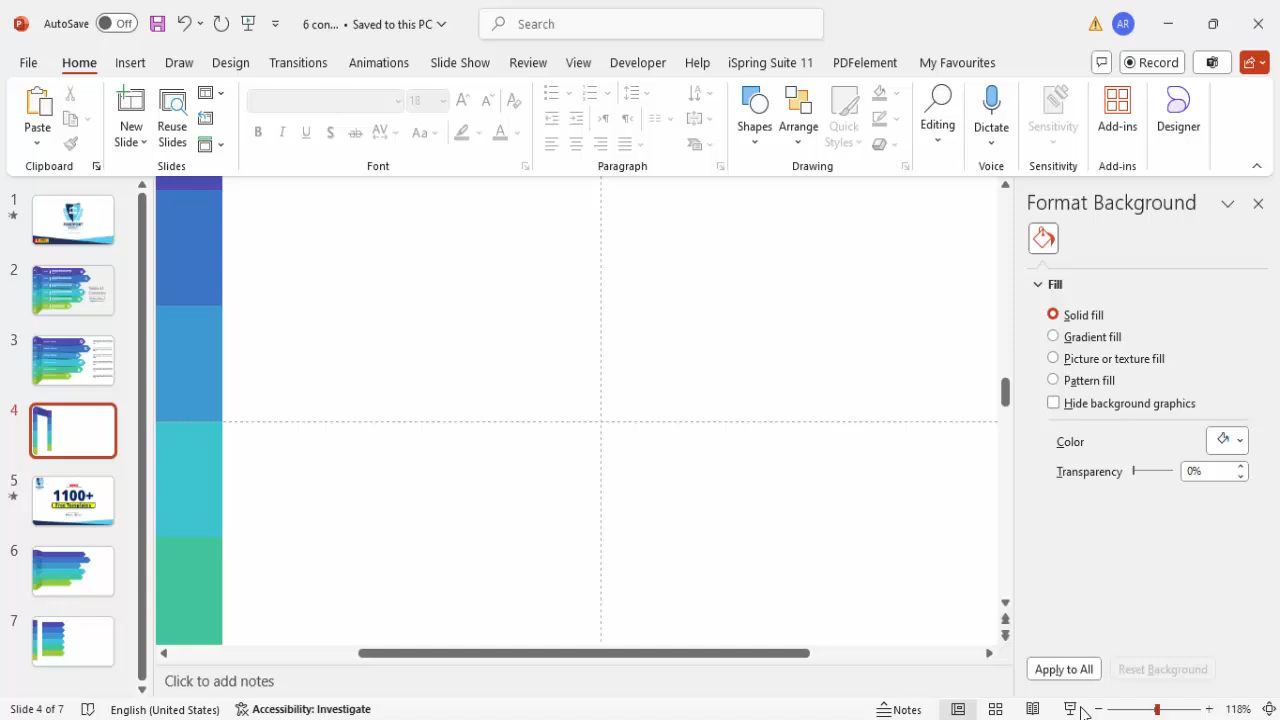 AutoSave Off 6 con... • Saved to this PC Search AR
File Home Insert Draw Design Transitions Animations Slide Show Review View Developer Help iSpring Suite 11 PDFelement My Favourites Record
Paste New Slide Reuse Slides 18 B I U S ab AV Aa A Shapes Arrange Quick Styles Editing Dictate Sensitivity Add-ins Designer
Clipboard Slides Font Paragraph Drawing Voice Sensitivity Add-ins
Format Background
Fill
Solid fill
Gradient fill
Picture or texture fill
Pattern fill
Hide background graphics
Color
Transparency 0%
Apply to All Reset Background
1
2
3
4
5
1100+
6
7
Click to add notes
Slide 4 of 7 English (United States) Accessibility: Investigate Notes 118%